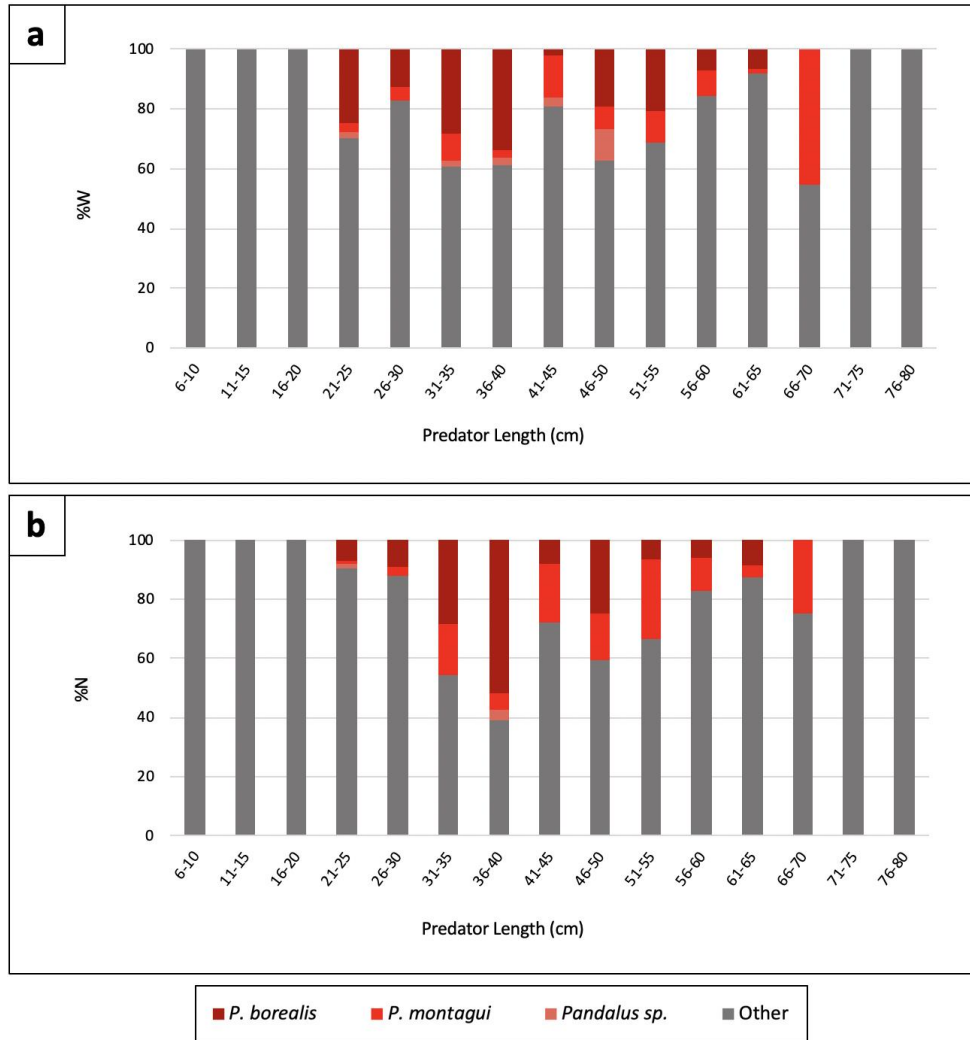 a
100
80
60
40
20
0
%W
6-10 11-15 16-20 21-25 26-30 31-35 36-40 41-45 46-50 51-55 56-60 61-65 66-70 71-75 76-80
Predator Length (cm)
b
100
80
60
40
20
0
%N
6-10 11-15 16-20 21-25 26-30 31-35 36-40 41-45 46-50 51-55 56-60 61-65 66-70 71-75 76-80
Predator Length (cm)
P. borealis P. montagui Pandalus sp. Other